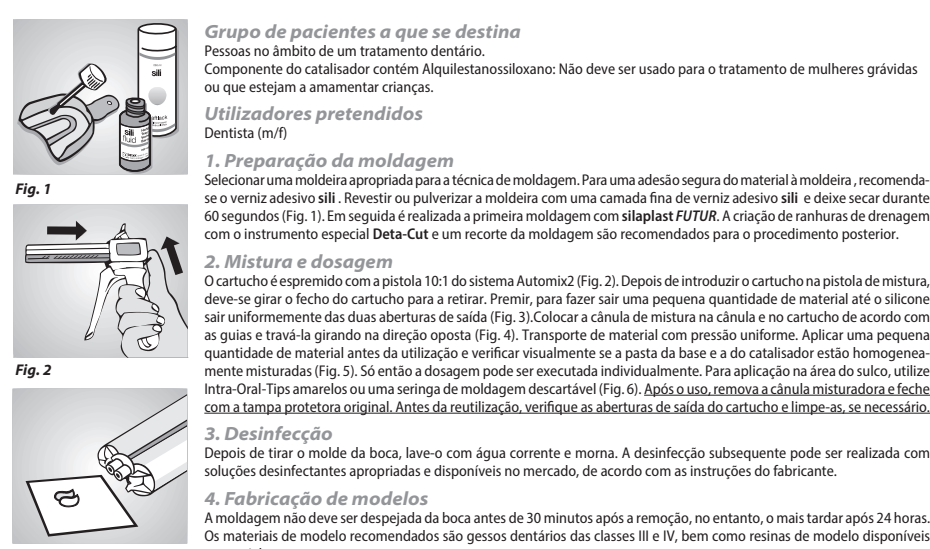 Grupo de pacientes a que se destina
Pessoas no âmbito de um tratamento dentário.
Componente do catalisador contém Alquilestanossiloxano: Não deve ser usado para o tratamento de mulheres grávidas
ou que estejam a amamentar crianças.
Utilizadores pretendidos
Dentista (m/f)
1. Preparação da moldagem
Selecionar uma moldeira apropriada para a técnica de moldagem. Para uma adesão segura do material à moldeira , recomenda-
se o verniz adesivo sili . Revestir ou pulverizar a moldeira com uma camada fina de verniz adesivo sili e deixe secar durante
60 segundos (Fig. 1). Em seguida é realizada a primeira moldagem com silaplast FUTUR. A criação de ranhuras de drenagem
com o instrumento especial Deta-Cut e um recorte da moldagem são recomendados para o procedimento posterior.
2. Mistura e dosagem
O cartucho é espremido com a pistola 10:1 do sistema Automix2 (Fig. 2). Depois de introduzir o cartucho na pistola de mistura,
deve-se girar o fecho do cartucho para a retirar. Premir, para fazer sair uma pequena quantidade de material até o silicone
sair uniformemente das duas aberturas de saída (Fig. 3).Colocar a cânula de mistura na cânula e no cartucho de acordo com
as guias e travá-la girando na direção oposta (Fig. 4). Transporte de material com pressão uniforme. Aplicar uma pequena
quantidade de material antes da utilização e verificar visualmente se a pasta da base e a do catalisador estão homogenea-
mente misturadas (Fig. 5). Só então a dosagem pode ser executada individualmente. Para aplicação na área do sulco, utilize
Intra-Oral-Tips amarelos ou uma seringa de moldagem descartável (Fig. 6). Após o uso, remova a cânula misturadora e feche
com a tampa protetora original. Antes da reutilização, verifique as aberturas de saída do cartucho e limpe-as, se necessário.
3. Desinfecção
Depois de tirar o molde da boca, lave-o com água corrente e morna. A desinfecção subsequente pode ser realizada com
soluções desinfectantes apropriadas e disponíveis no mercado, de acordo com as instruções do fabricante.
4. Fabricação de modelos
A moldagem não deve ser despejada da boca antes de 30 minutos após a remoção, no entanto, o mais tardar após 24 horas.
Os materiais de modelo recomendados são gessos dentários das classes III e IV, bem como resinas de modelo disponíveis
sili
sili
fluid
Fig. 1
Fig. 2